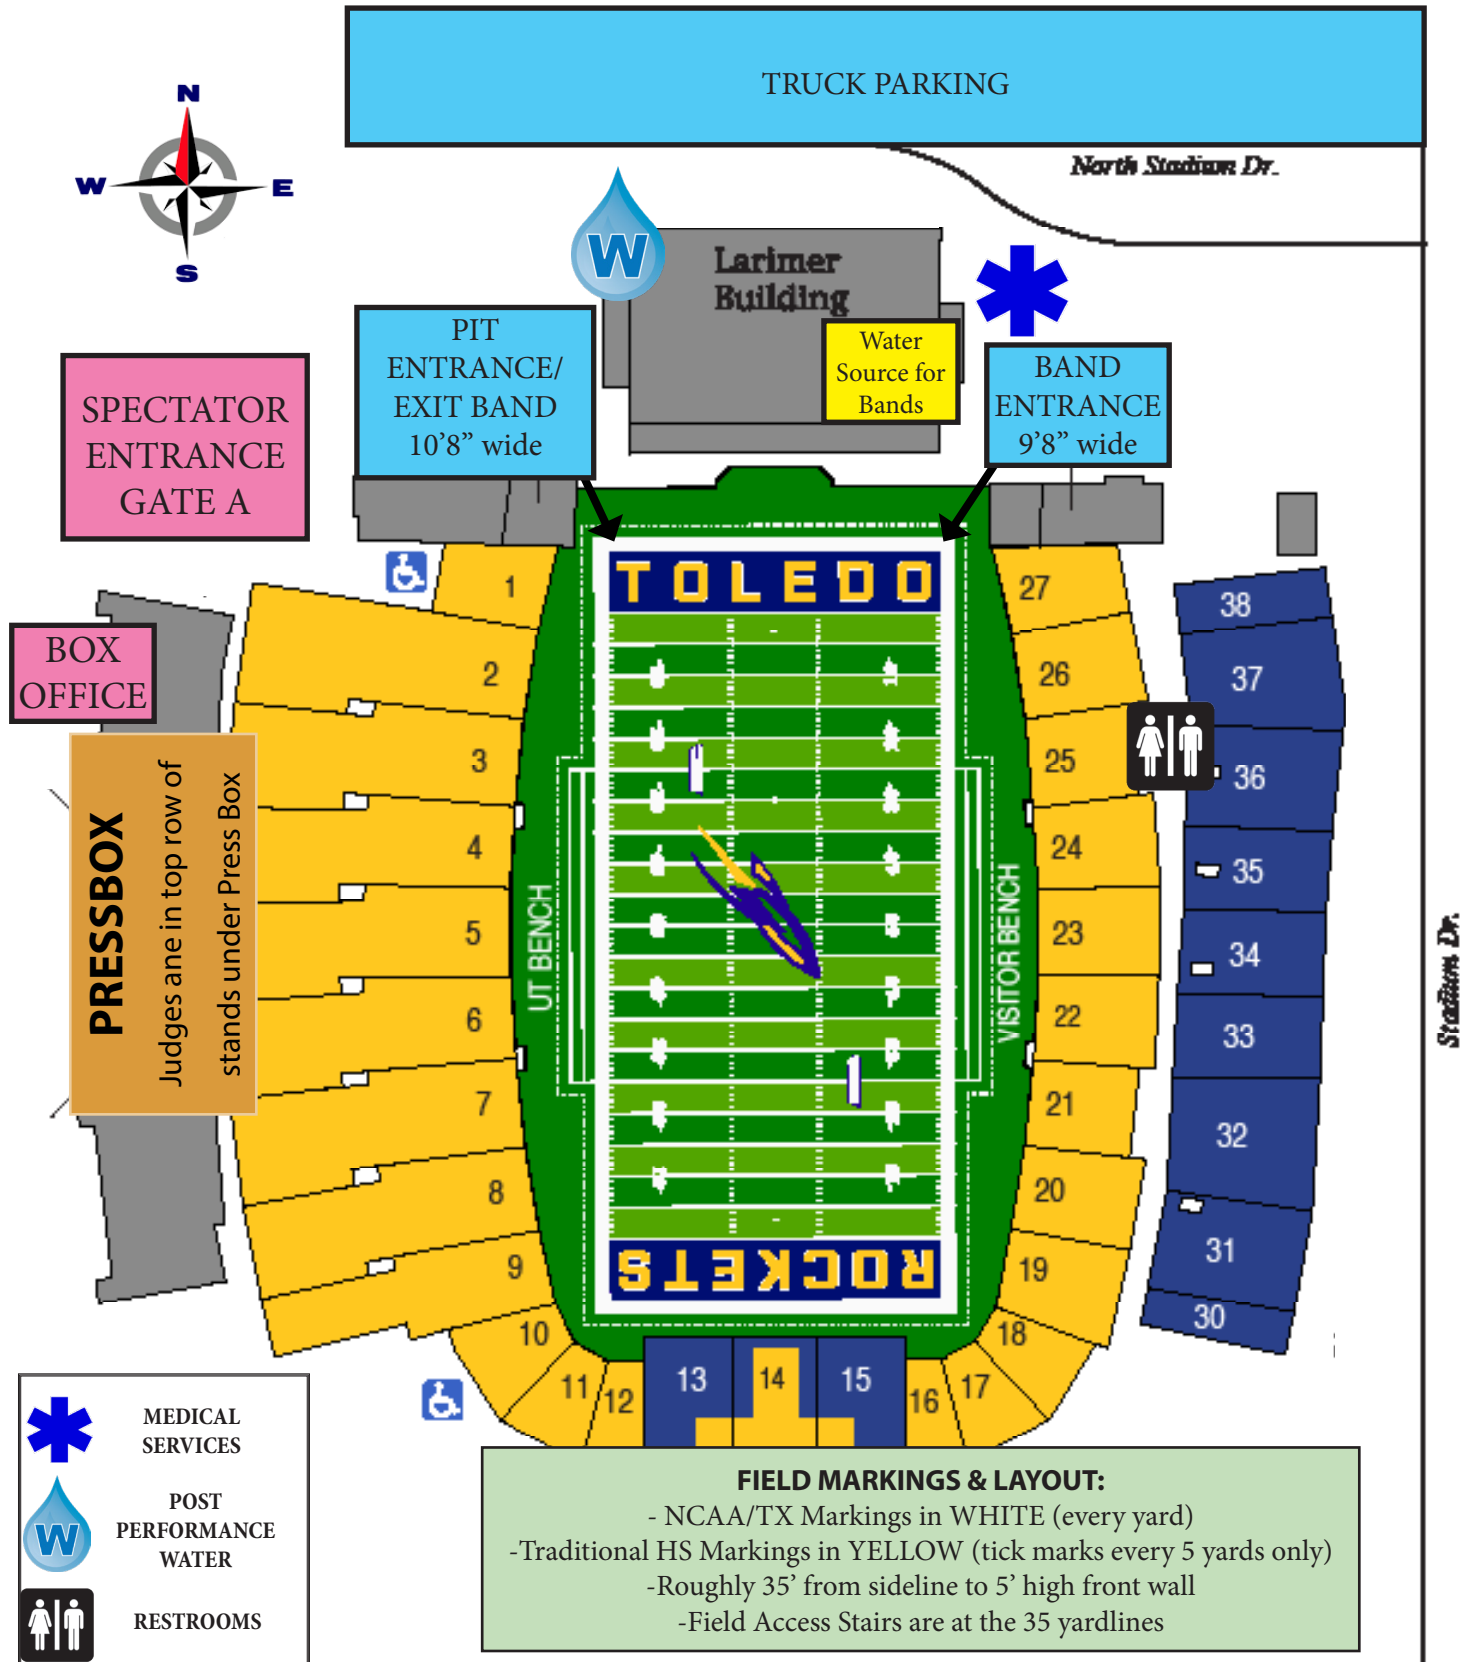 TRUCK PARKING
N
W
E
S
North Stadium Dr.
W
Larimer
Building
PIT
ENTRANCE/
EXIT BAND
10'8" wide
Water
Source for
Bands
BAND
ENTRANCE
9'8" wide
SPECTATOR
ENTRANCE
GATE A
BOX
OFFICE
PRESSBOX
Judges ane in top row of
stands under Press Box
TOLEDO
1
2
3
4
5
6
7
8
9
10
11
12
13
14
15
16
17
18
19
20
21
22
23
24
25
26
27
38
37
36
35
34
33
32
31
30
UT BENCH
VISITOR BENCH
ROCKETS
Stadium Dr.
MEDICAL
SERVICES
W
POST
PERFORMANCE
WATER
RESTROOMS
FIELD MARKINGS & LAYOUT:
- NCAA/TX Markings in WHITE (every yard)
-Traditional HS Markings in YELLOW (tick marks every 5 yards only)
-Roughly 35' from sideline to 5' high front wall
-Field Access Stairs are at the 35 yardlines